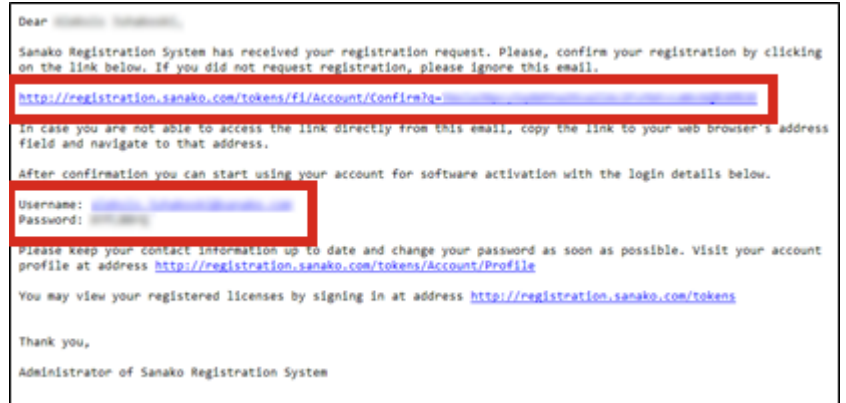 Dear
Sanako Registration System has received your registration request. Please, confirm your registration by clicking
on the link below. If you did not request registration, please ignore this email.
http://registration.sanako.com/tokens/fi/Account/Confirm?q=
In case you are not able to access the link directly from this email, copy the link to your web browser's address
field and navigate to that address.
After confirmation you can start using your account for software activation with the login details below.
Username:
Password:
Please keep your contact information up to date and change your password as soon as possible. Visit your account
profile at address http://registration.sanako.com/tokens/Account/Profile
You may view your registered licenses by signing in at address http://registration.sanako.com/tokens
Thank you,
Administrator of Sanako Registration System